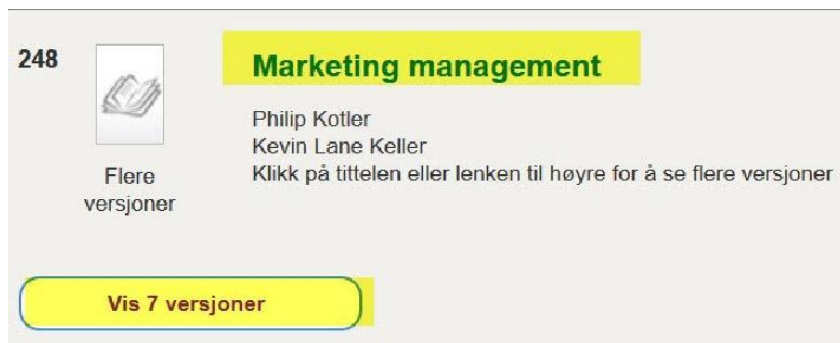 248
Marketing management
Philip Kotler
Kevin Lane Keller
Klikk på tittelen eller lenken til høyre for å se flere versjoner
Flere
versjoner
Vis 7 versjoner